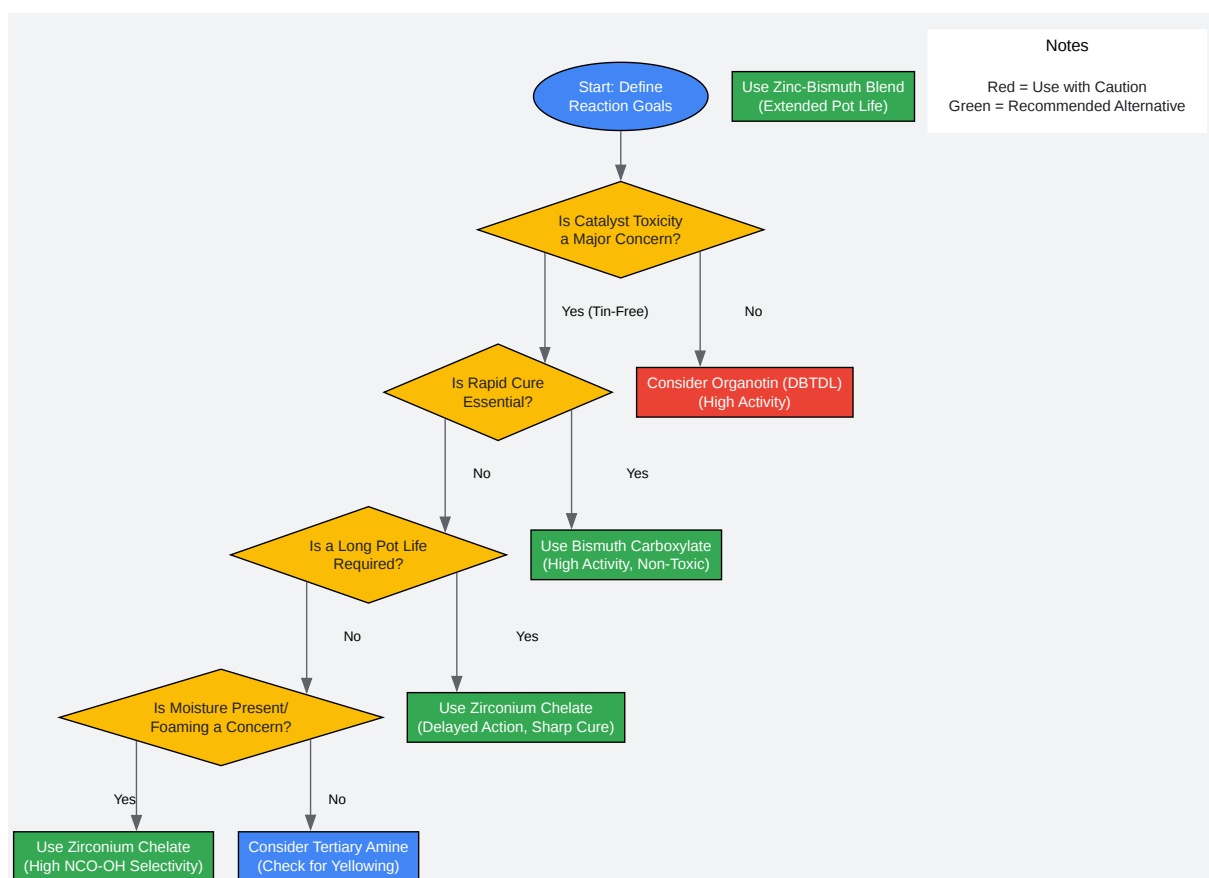 Start: Define
Reaction Goals
Use Zinc-Bismuth Blend
(Extended Pot Life)
Notes
Red = Use with Caution
Green = Recommended Alternative
Is Catalyst Toxicity
a Major Concern?
Yes (Tin-Free)
No
Is Rapid Cure
Essential?
Consider Organotin (DBTDL)
(High Activity)
No
Yes
Is a Long Pot Life
Required?
Use Bismuth Carboxylate
(High Activity, Non-Toxic)
No
Yes
Is Moisture Present/
Foaming a Concern?
Use Zirconium Chelate
(Delayed Action, Sharp Cure)
Yes
No
Use Zirconium Chelate
(High NCO-OH Selectivity)
Consider Tertiary Amine
(Check for Yellowing)